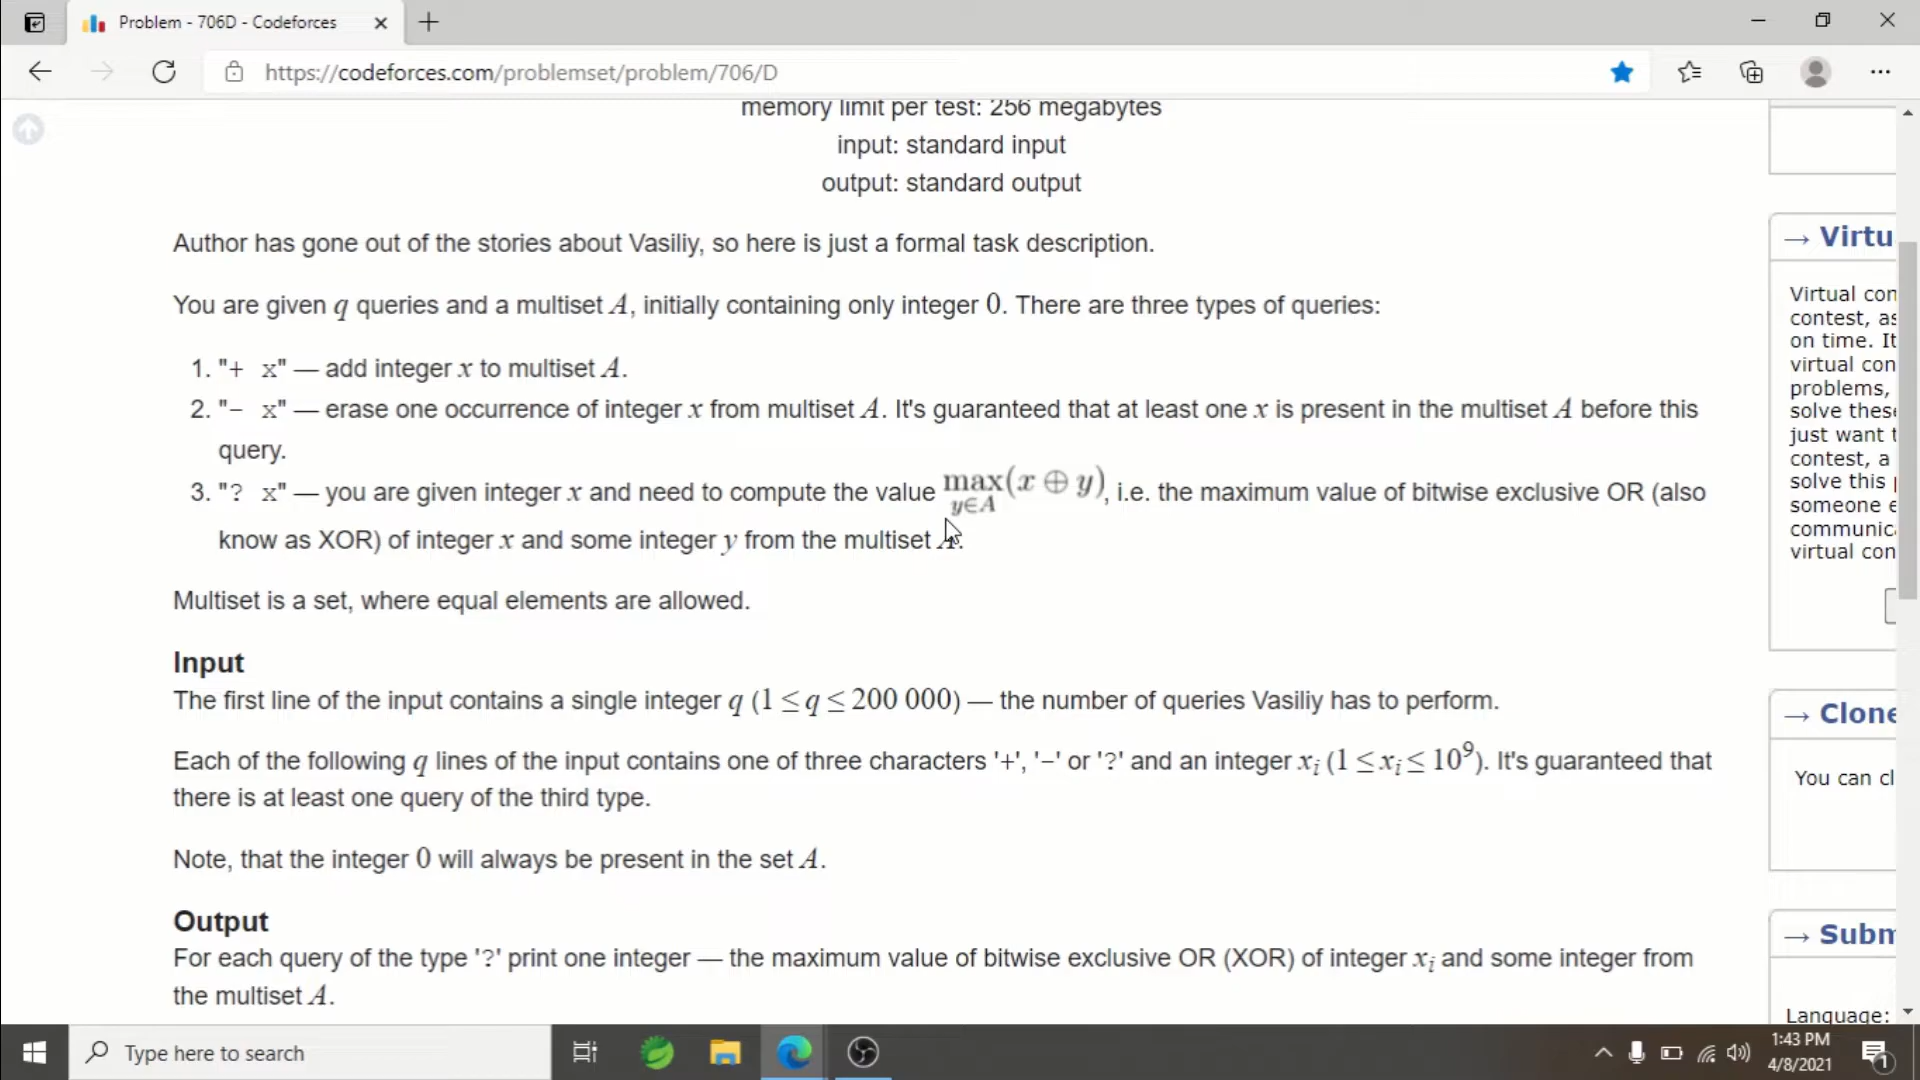 Problem - 706D - Codeforces
https://codeforces.com/problemset/problem/706/D
memory limit per test: 256 megabytes
input: standard input
output: standard output
Author has gone out of the stories about Vasiliy, so here is just a formal task description.
You are given q queries and a multiset A, initially containing only integer 0. There are three types of queries:
1. "+ x" — add integer x to multiset A.
2. "- x" — erase one occurrence of integer x from multiset A. It's guaranteed that at least one x is present in the multiset A before this
query.
3. "? x" — you are given integer x and need to compute the value max(x ⊕ y), i.e. the maximum value of bitwise exclusive OR (also
y∈A
know as XOR) of integer x and some integer y from the multiset A.
Multiset is a set, where equal elements are allowed.
Input
The first line of the input contains a single integer q (1 ≤ q ≤ 200 000) — the number of queries Vasiliy has to perform.
Each of the following q lines of the input contains one of three characters '+', '-' or '?' and an integer xᵢ (1 ≤ xᵢ ≤ 10⁹). It's guaranteed that
there is at least one query of the third type.
Note, that the integer 0 will always be present in the set A.
Output
For each query of the type '?' print one integer — the maximum value of bitwise exclusive OR (XOR) of integer xᵢ and some integer from
the multiset A.
→ Virtu
Virtual con
contest, as
on time. It
virtual con
problems,
solve these
just want t
contest, a
solve this
someone e
communic
virtual con
→ Clone
You can cl
→ Subm
Language:
Type here to search
1:43 PM
4/8/2021
1